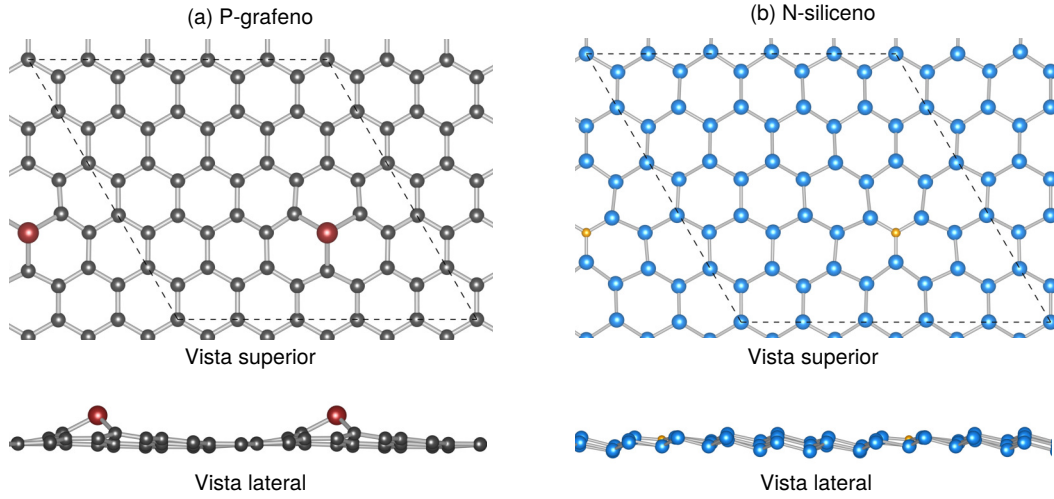 (a) P-grafeno
(b) N-siliceno
Vista superior
Vista superior
Vista lateral
Vista lateral